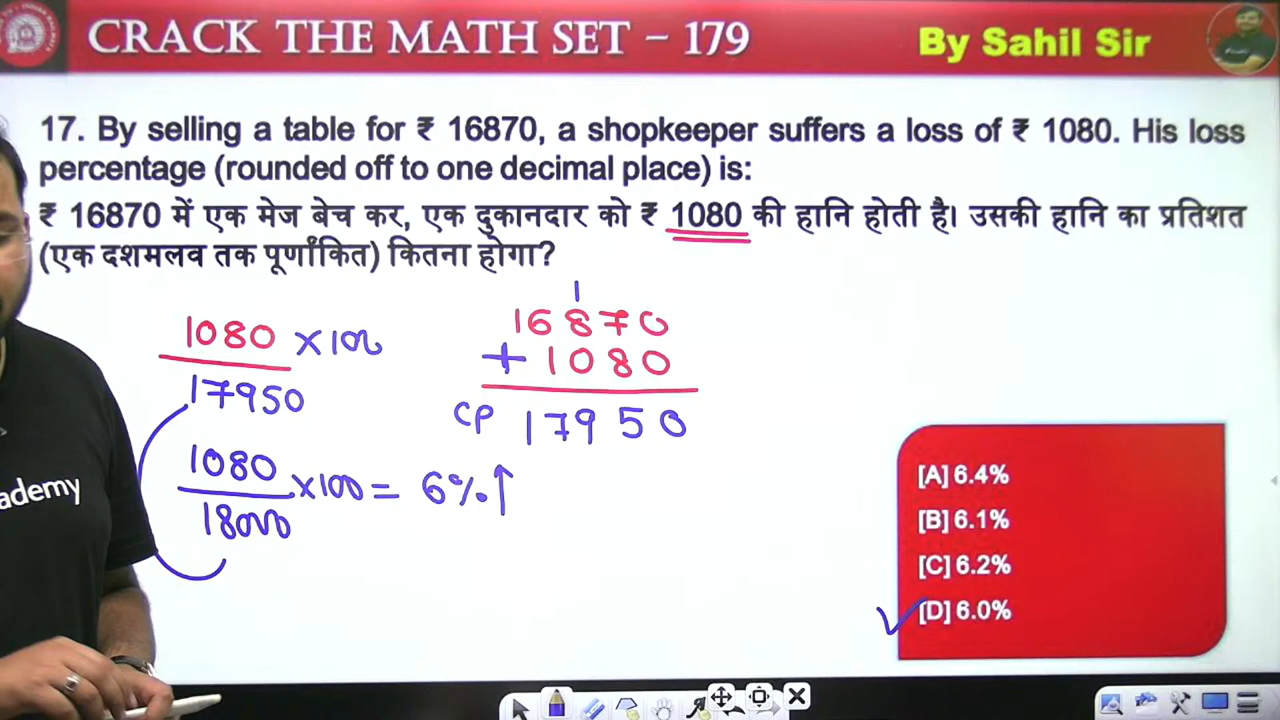 CRACK THE MATH SET – 179
By Sahil Sir
17. By selling a table for ₹ 16870, a shopkeeper suffers a loss of ₹ 1080. His loss
percentage (rounded off to one decimal place) is:
₹ 16870 में एक मेज बेच कर, एक दुकानदार को ₹ 1080 की हानि होती है। उसकी हानि का प्रतिशत
(एक दशमलव तक पूर्णांकित) कितना होगा?
1080 ×100
17950
1080 ×100 = 6%↑
18000
1
16870
+ 1080
CP 17950
[A] 6.4%
[B] 6.1%
[C] 6.2%
[D] 6.0%
ademy